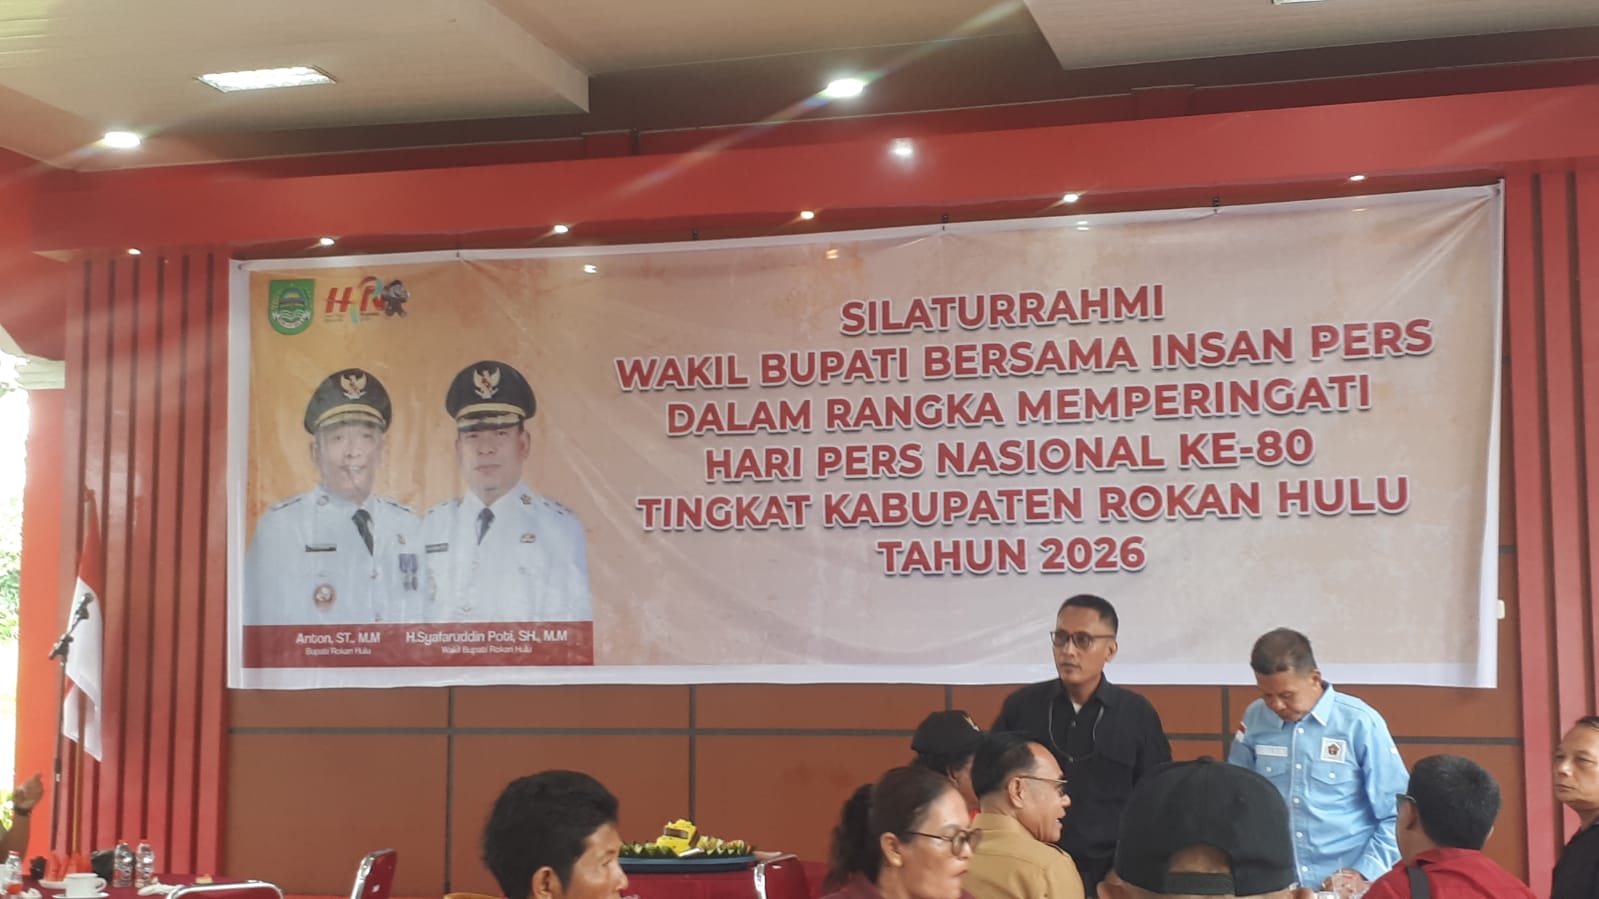 SILATURRAHMI
WAKIL BUPATI BERSAMA INSAN PERS
DALAM RANGKA MEMPERINGATI
HARI PERS NASIONAL KE-80
TINGKAT KABUPATEN ROKAN HULU
TAHUN 2026
Anton, ST., M.M
Bupati Rokan Hulu
H.Syafaruddin Poti, SH., M.M
Wakil Bupati Rokan Hulu